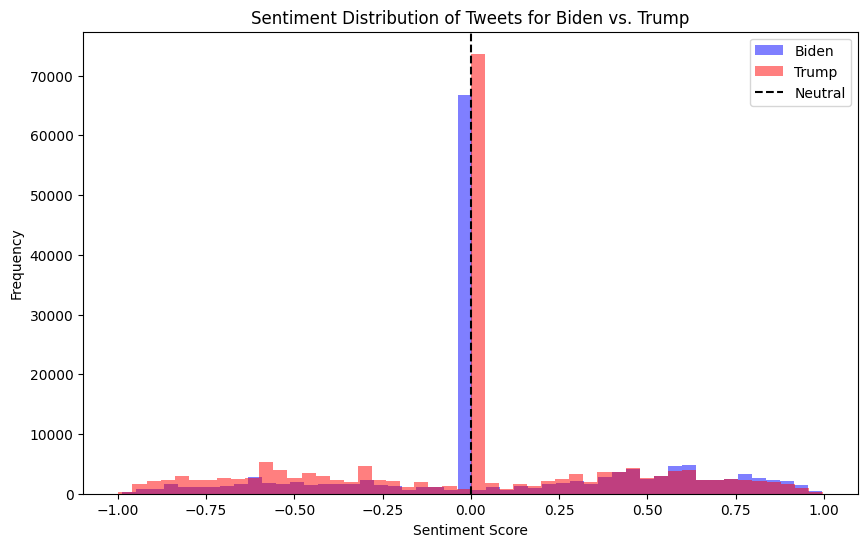 Sentiment Distribution of Tweets for Biden vs. Trump
Biden
Trump
Neutral
Frequency
70000
60000
50000
40000
30000
20000
10000
0
−1.00 −0.75 −0.50 −0.25 0.00 0.25 0.50 0.75 1.00
Sentiment Score